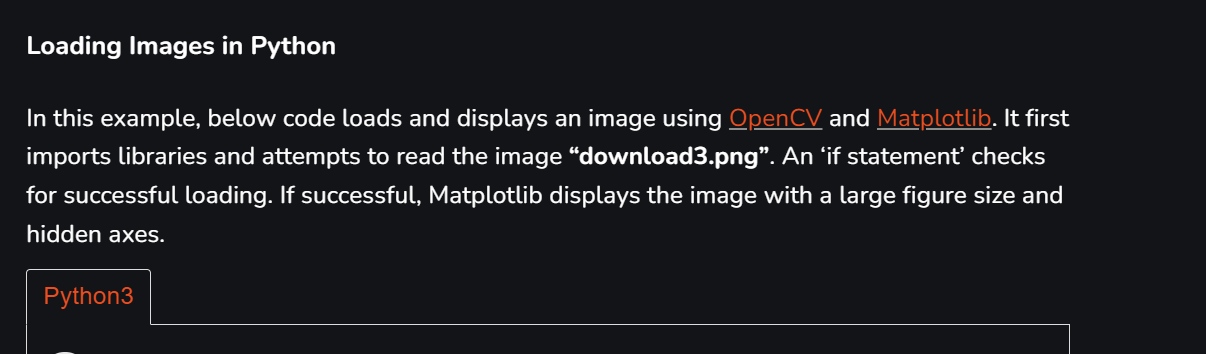 Loading Images in Python
In this example, below code loads and displays an image using OpenCV and Matplotlib. It first
imports libraries and attempts to read the image “download3.png”. An ‘if statement’ checks
for successful loading. If successful, Matplotlib displays the image with a large figure size and
hidden axes.
Python3